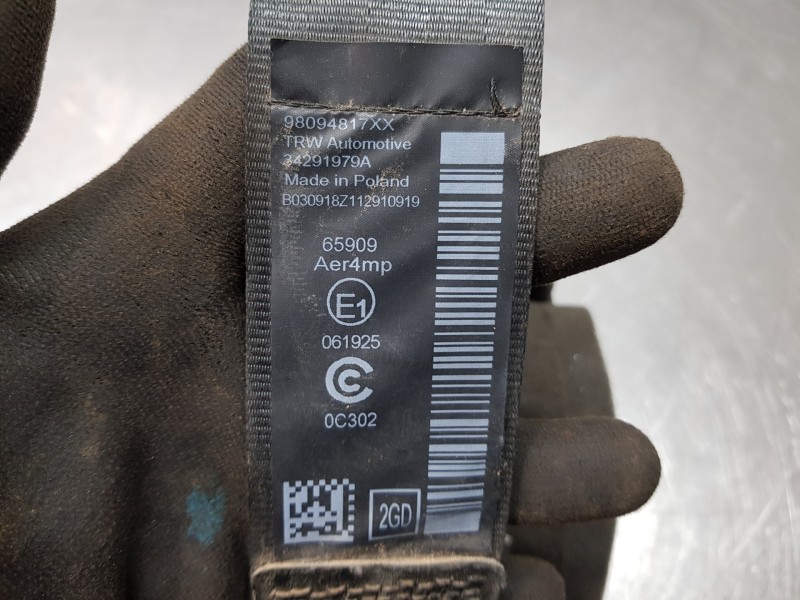 98094817XX
TRW Automotive
34291979A
Made in Poland
B030918Z112910919
65909
Aer4mp
E1
061925
0C302
2GD